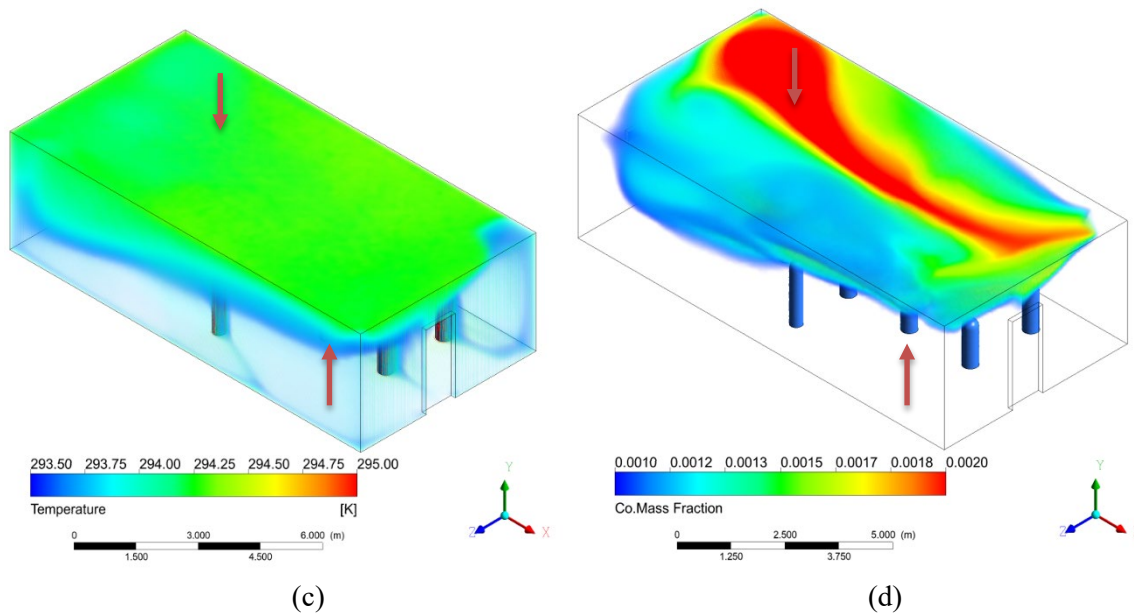 293.50 293.75 294.00 294.25 294.50 294.75 295.00
Temperature [K]
0 3.000 6.000 (m)
1.500 4.500
Y
Z X
(c)
0.0010 0.0012 0.0013 0.0015 0.0017 0.0018 0.0020
Co.Mass Fraction
0 2.500 5.000 (m)
1.250 3.750
Y
Z X
(d)